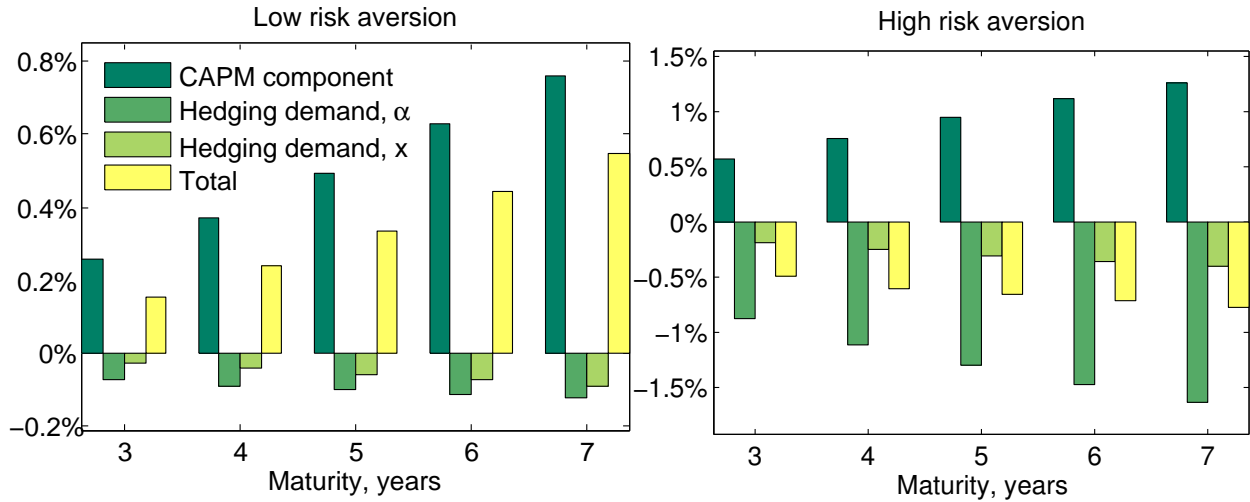 Low risk aversion
0.8%
0.6%
0.4%
0.2%
0%
−0.2%
CAPM component
Hedging demand, α
Hedging demand, x
Total
3 4 5 6 7
Maturity, years
High risk aversion
1.5%
1%
0.5%
0%
−0.5%
−1%
−1.5%
3 4 5 6 7
Maturity, years